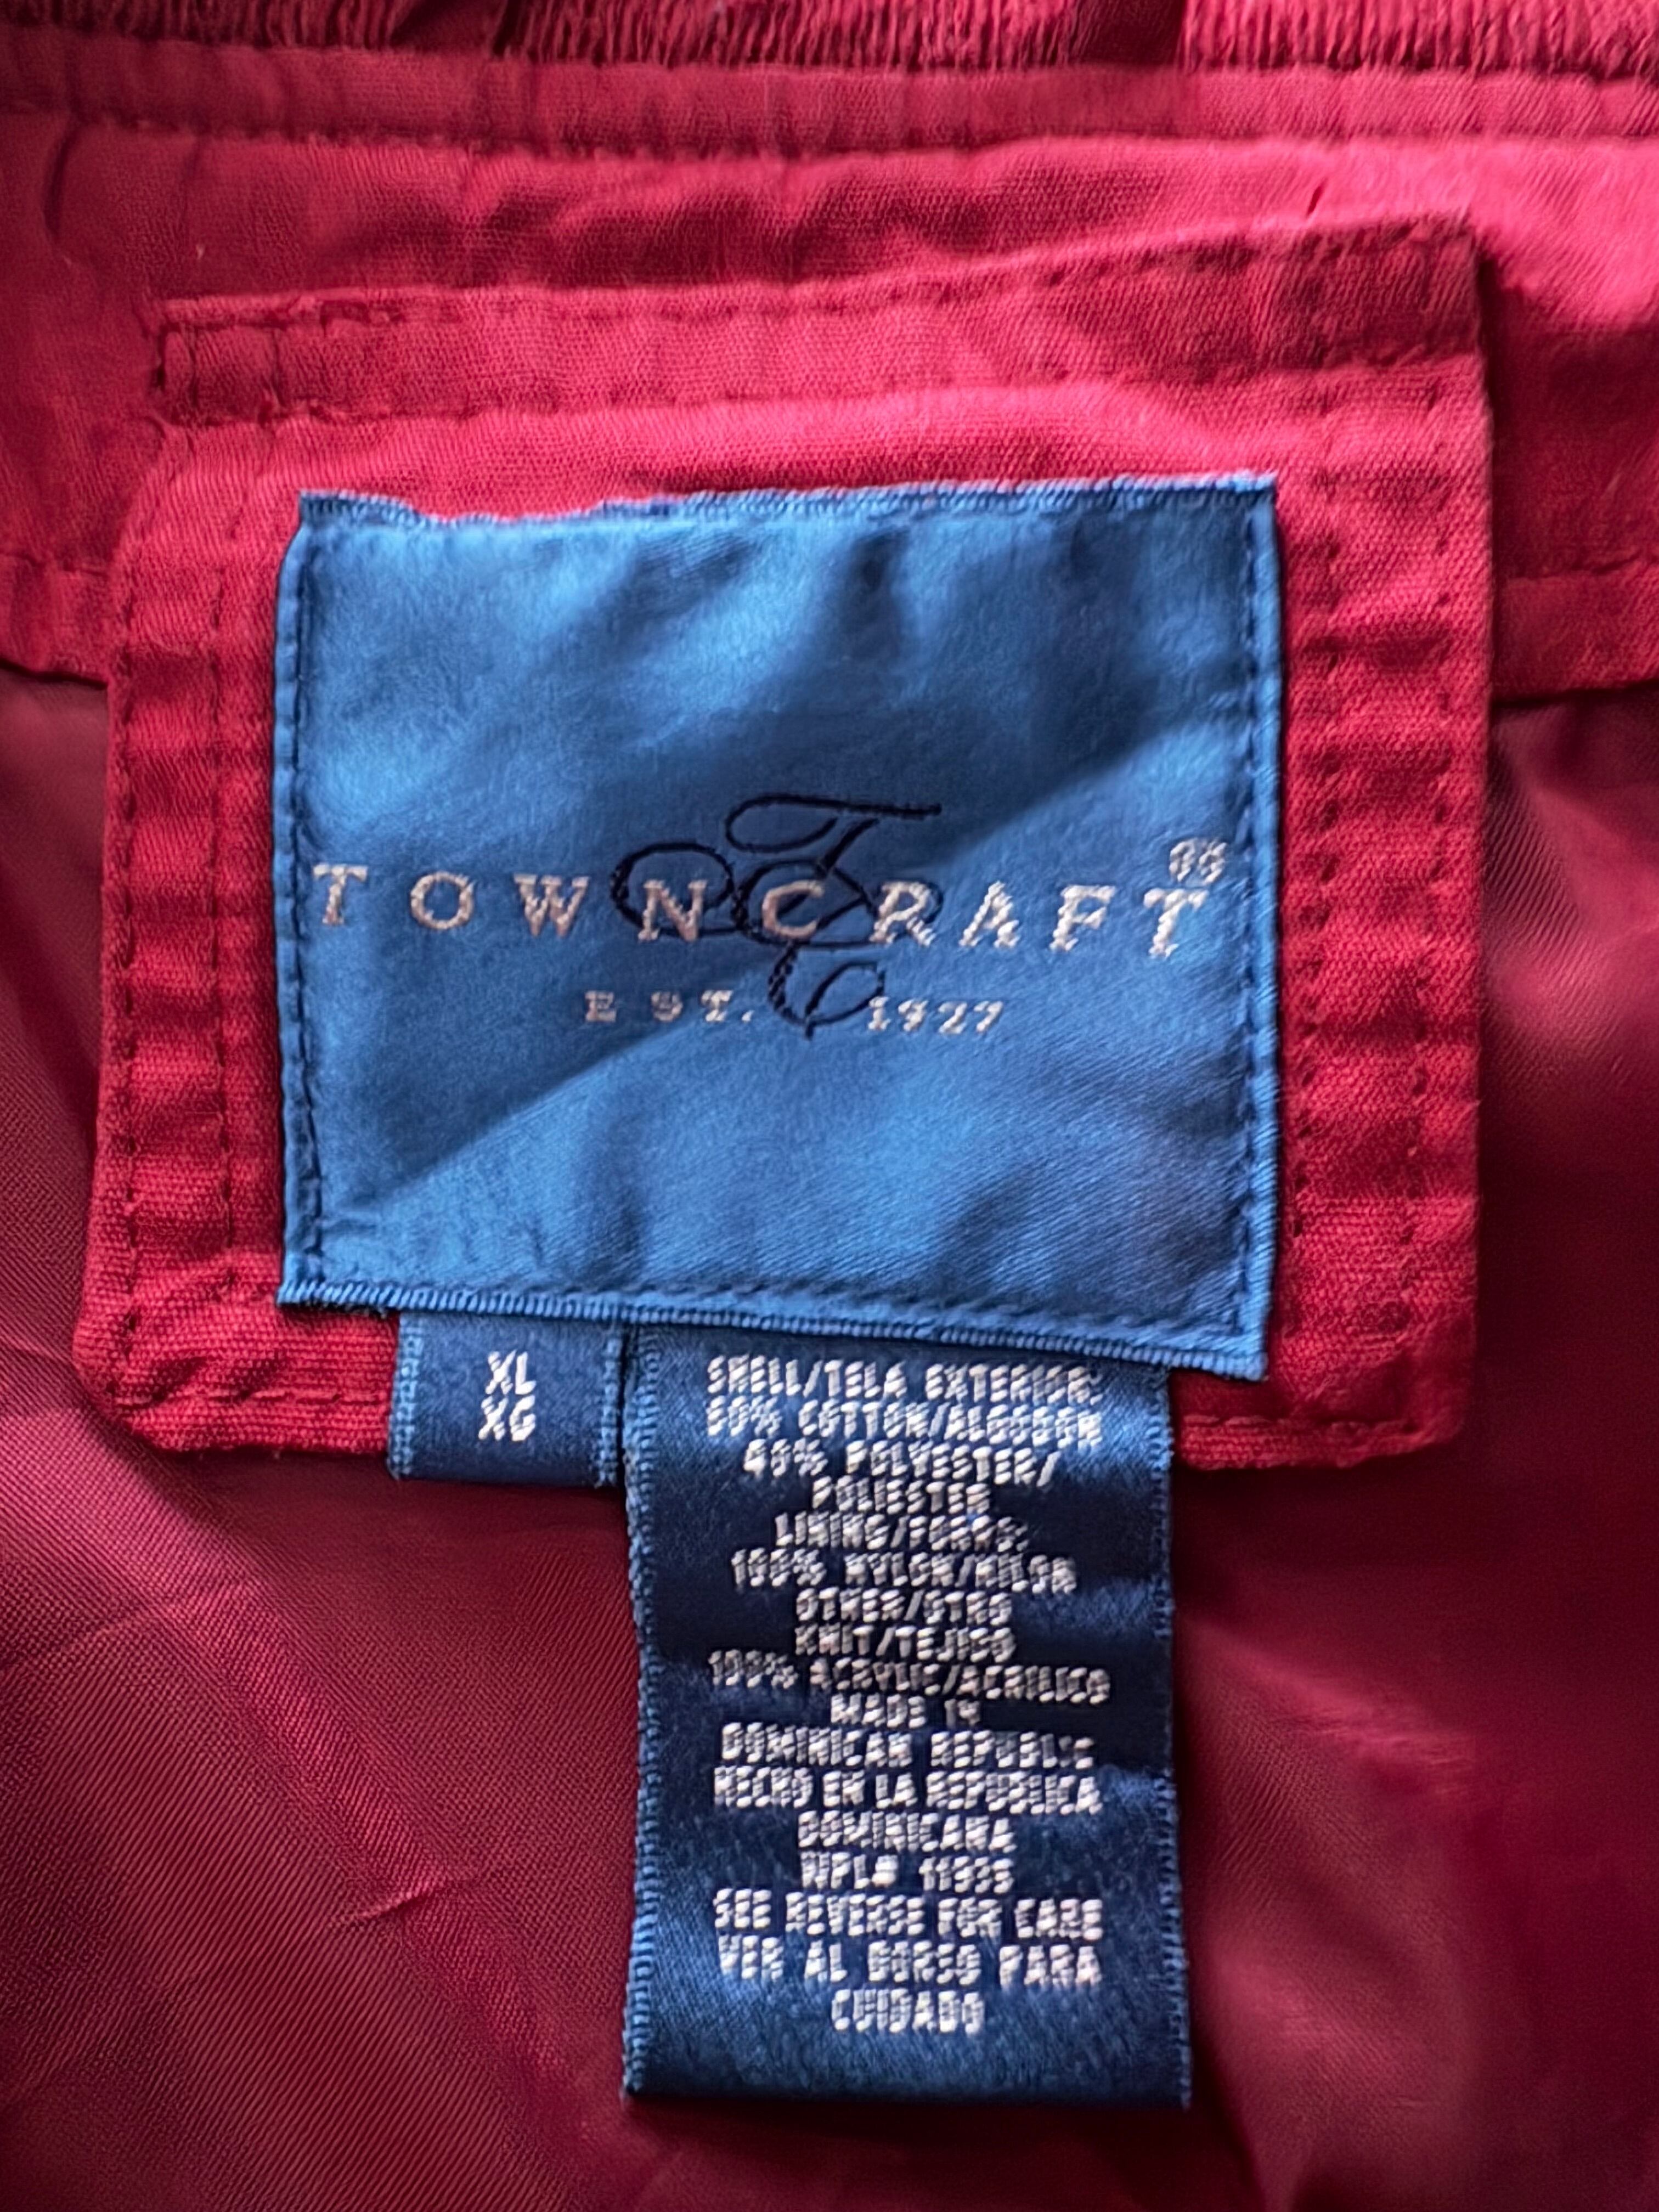 TOWNCRAFT®
EST. 1927
XL
XG
SHELL/TELA EXTERIOR:
60% COTTON/ALGODON
40% POLYESTER/
POLIESTER
LINING/FORRO:
100% NYLON/NILON
OTHER/OTRO
KNIT/TEJIDO
100% ACRYLIC/ACRILICO
MADE IN
DOMINICAN REPUBLIC
HECHO EN LA REPUBLICA
DOMINICANA
WPL#
SEE REVERSE FOR CARE
VER AL DORSO PARA
CUIDADO